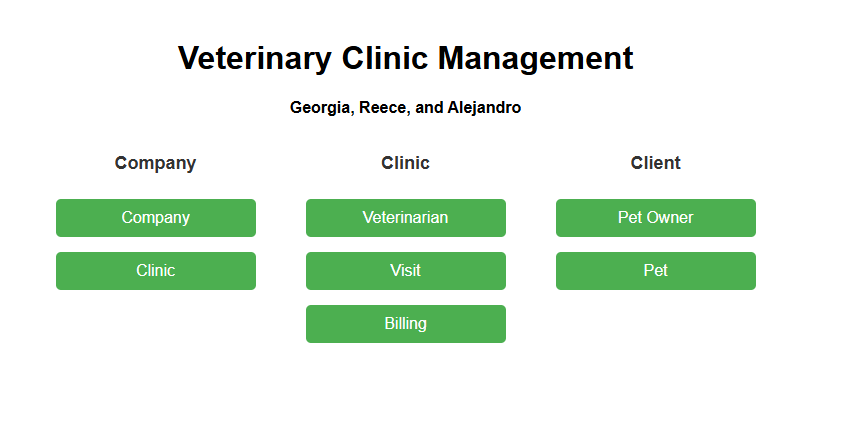 Veterinary Clinic Management
Georgia, Reece, and Alejandro
Company
Company
Clinic
Clinic
Veterinarian
Visit
Billing
Client
Pet Owner
Pet